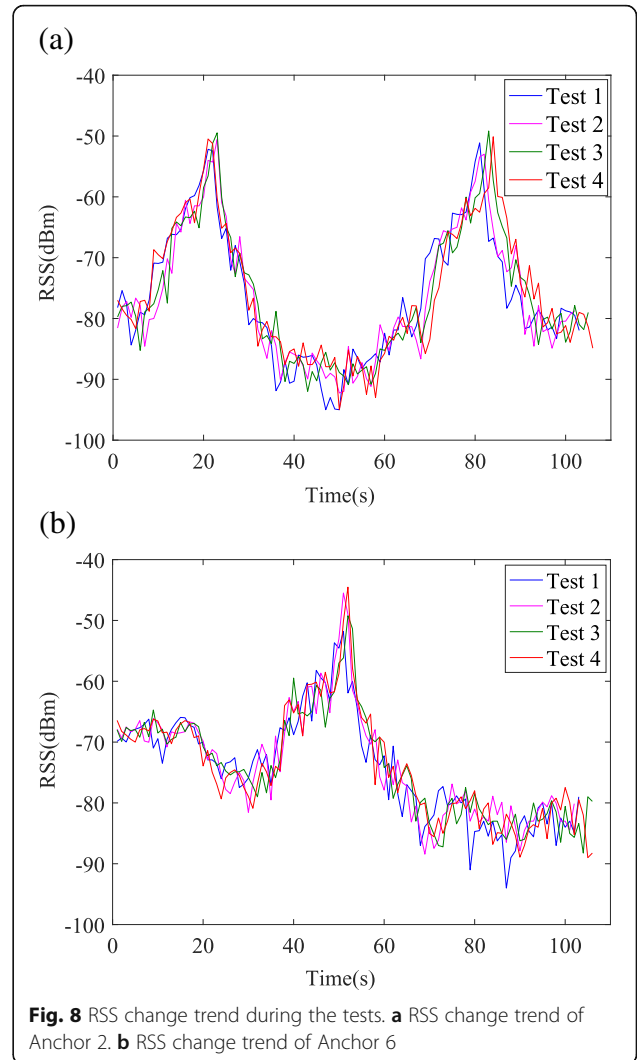 (a)
-40
-50
-60
-70
-80
-90
-100
RSS(dBm)
Test 1
Test 2
Test 3
Test 4
0 20 40 60 80 100
Time(s)
(b)
-40
-50
-60
-70
-80
-90
-100
RSS(dBm)
Test 1
Test 2
Test 3
Test 4
0 20 40 60 80 100
Time(s)
Fig. 8 RSS change trend during the tests. a RSS change trend of
Anchor 2. b RSS change trend of Anchor 6